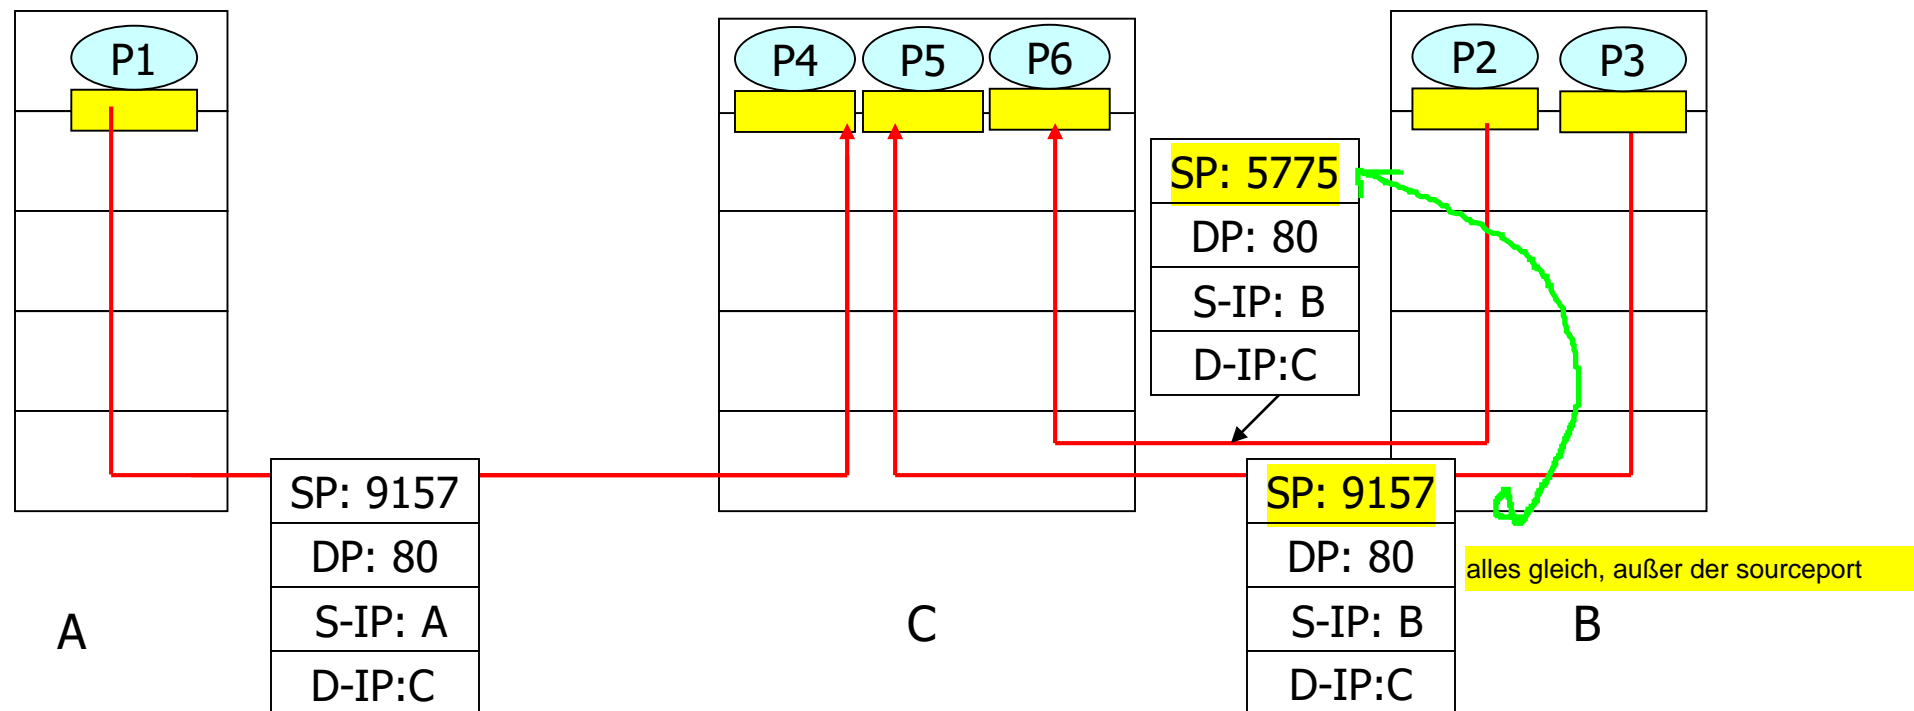 P1
P4
P5
P6
P2
P3
SP: 5775
DP: 80
S-IP: B
D-IP:C
SP: 9157
DP: 80
S-IP: A
D-IP:C
SP: 9157
DP: 80
S-IP: B
D-IP:C
alles gleich, außer der sourceport
A
C
B